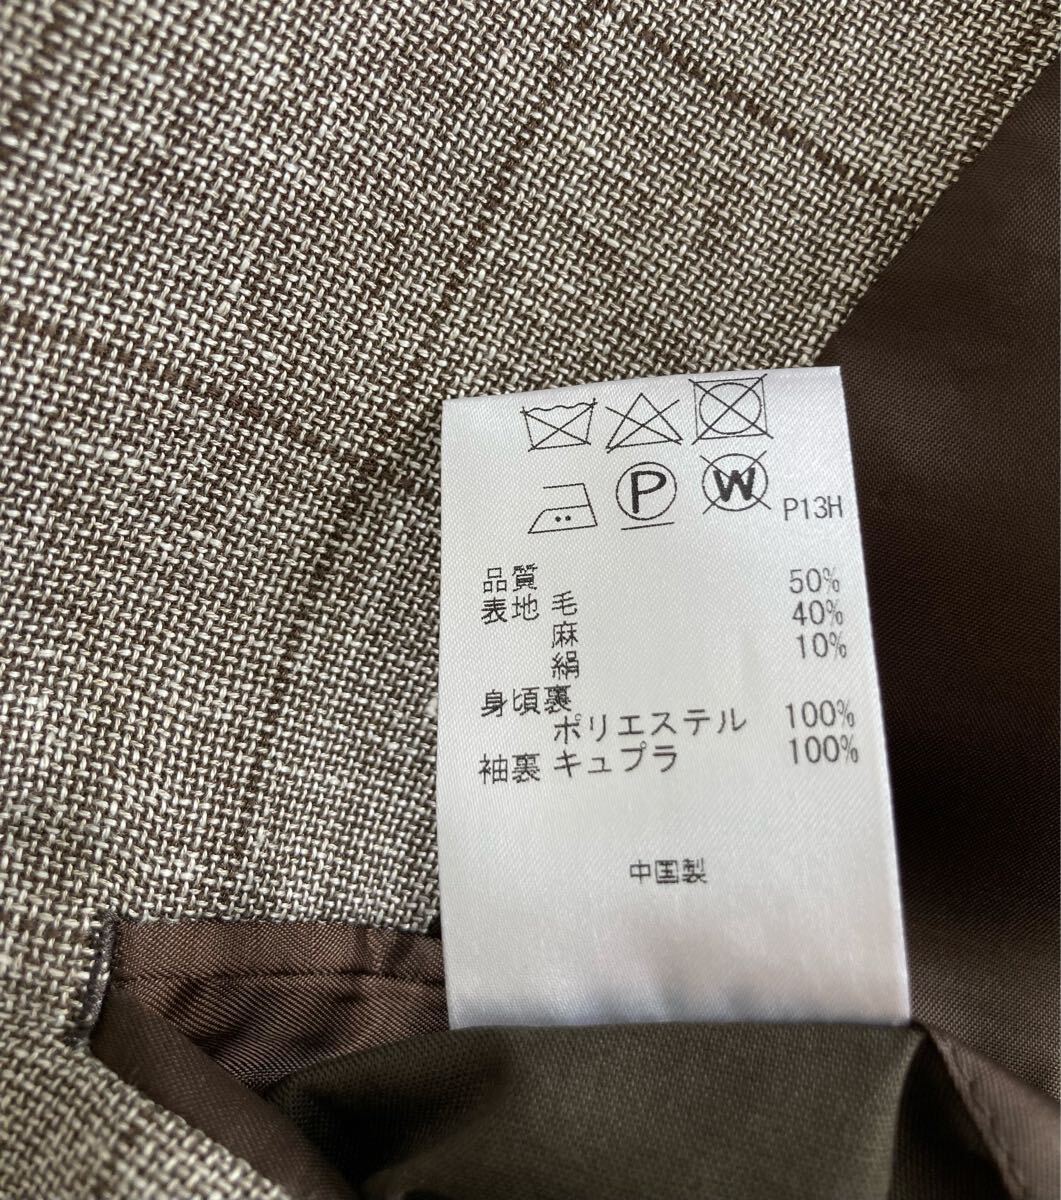 P W P13H
品質
表地 毛 50%
麻 40%
絹 10%
身頃裏
ポリエステル 100%
袖裏 キュプラ 100%
中国製